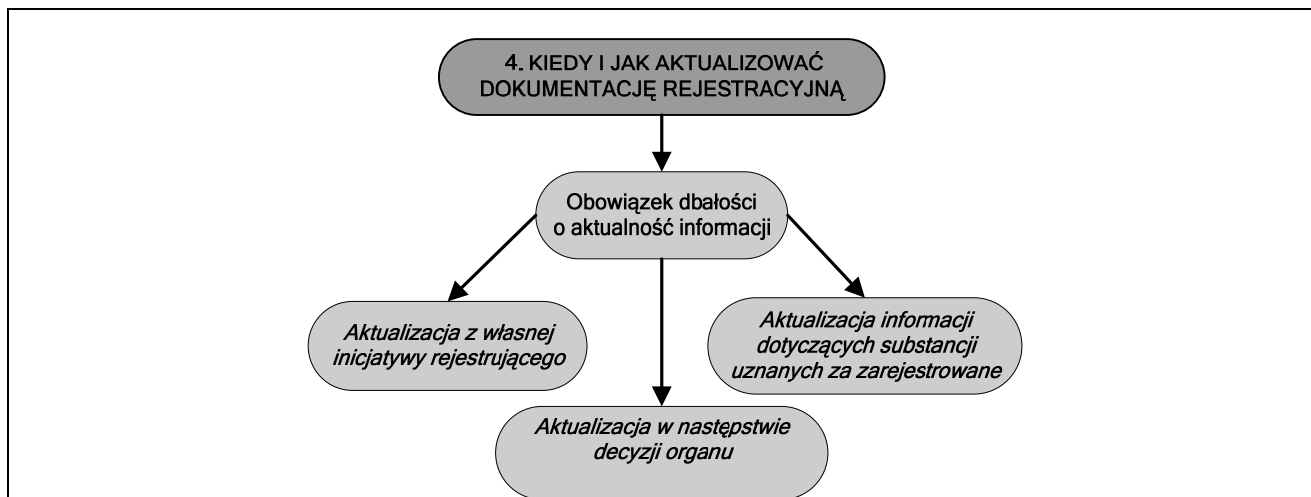 4. KIEDY I JAK AKTUALIZOWAĆ
DOKUMENTACJĘ REJESTRACYJNĄ
Obowiązek dbałości
o aktualność informacji
Aktualizacja z własnej
inicjatywy rejestrującego
Aktualizacja informacji
dotyczących substancji
uznanych za zarejestrowane
Aktualizacja w następstwie
decyzji organu